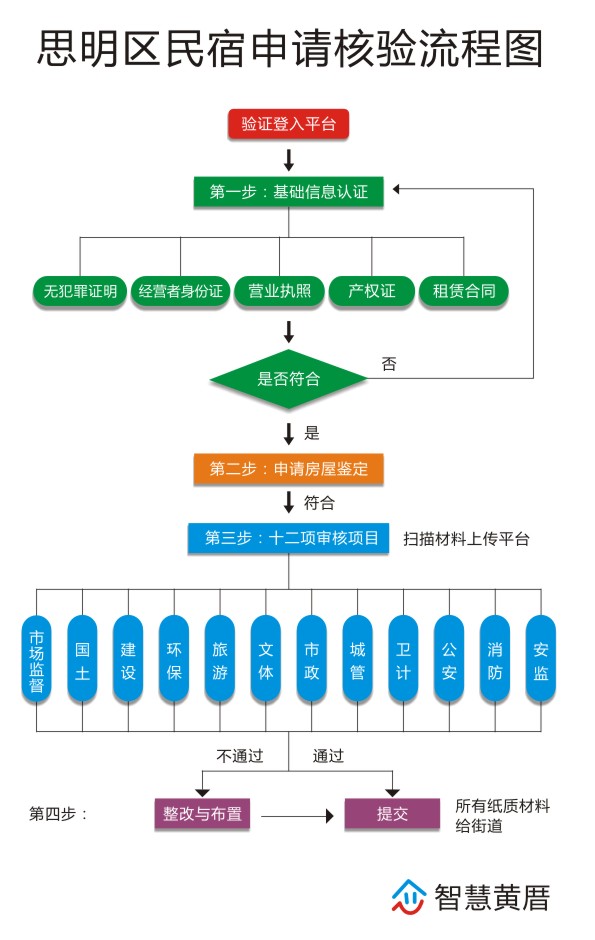 思明区民宿申请核验流程图
验证登入平台
第一步：基础信息认证
无犯罪证明
经营者身份证
营业执照
产权证
租赁合同
是否符合
否
是
第二步：申请房屋鉴定
符合
第三步：十二项审核项目
扫描材料上传平台
市场监督
国土
建设
环保
旅游
文体
市政
城管
卫计
公安
消防
安监
不通过
通过
第四步：
整改与布置
提交
所有纸质材料
给街道
智慧黄厝